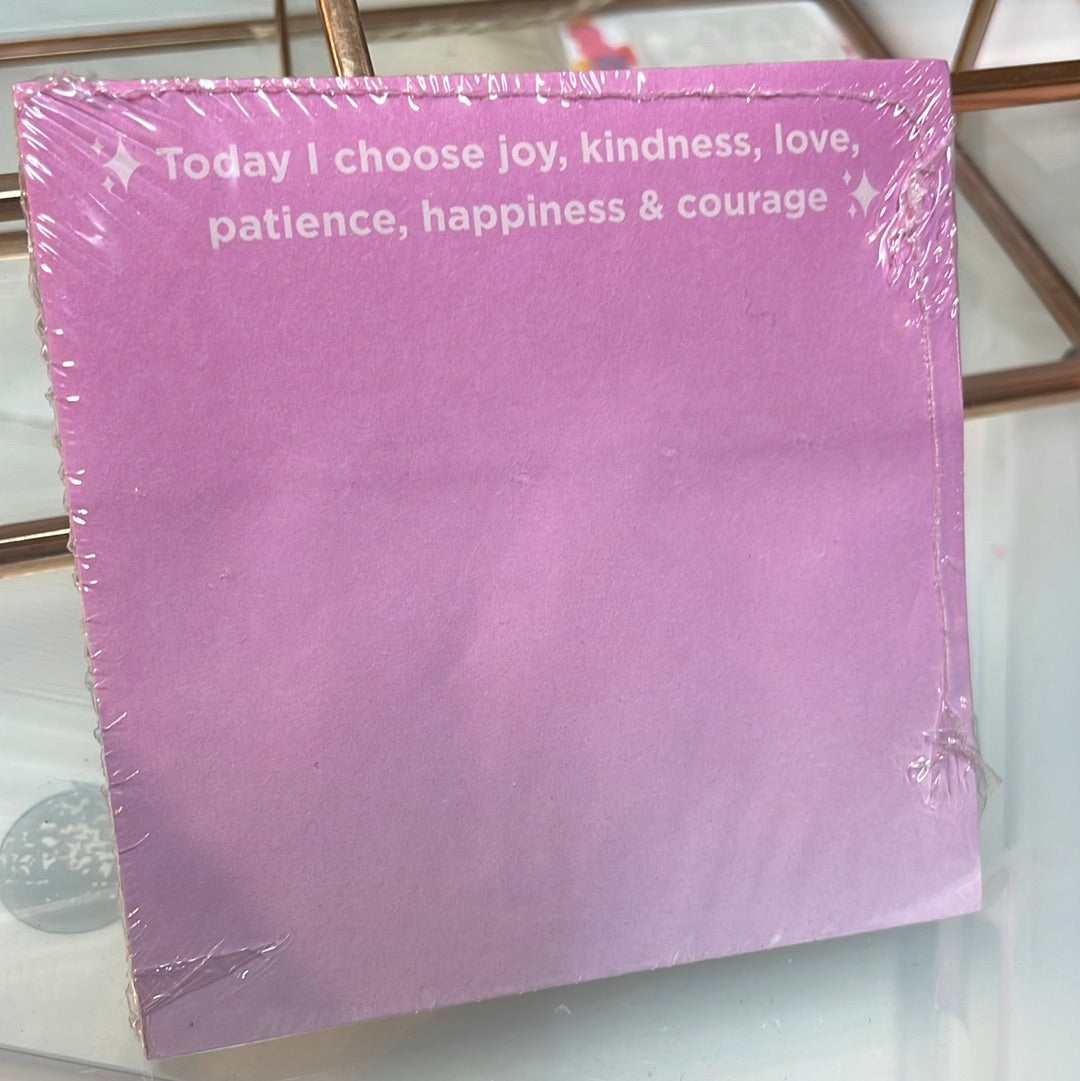 Today I choose joy, kindness, love,
patience, happiness & courage